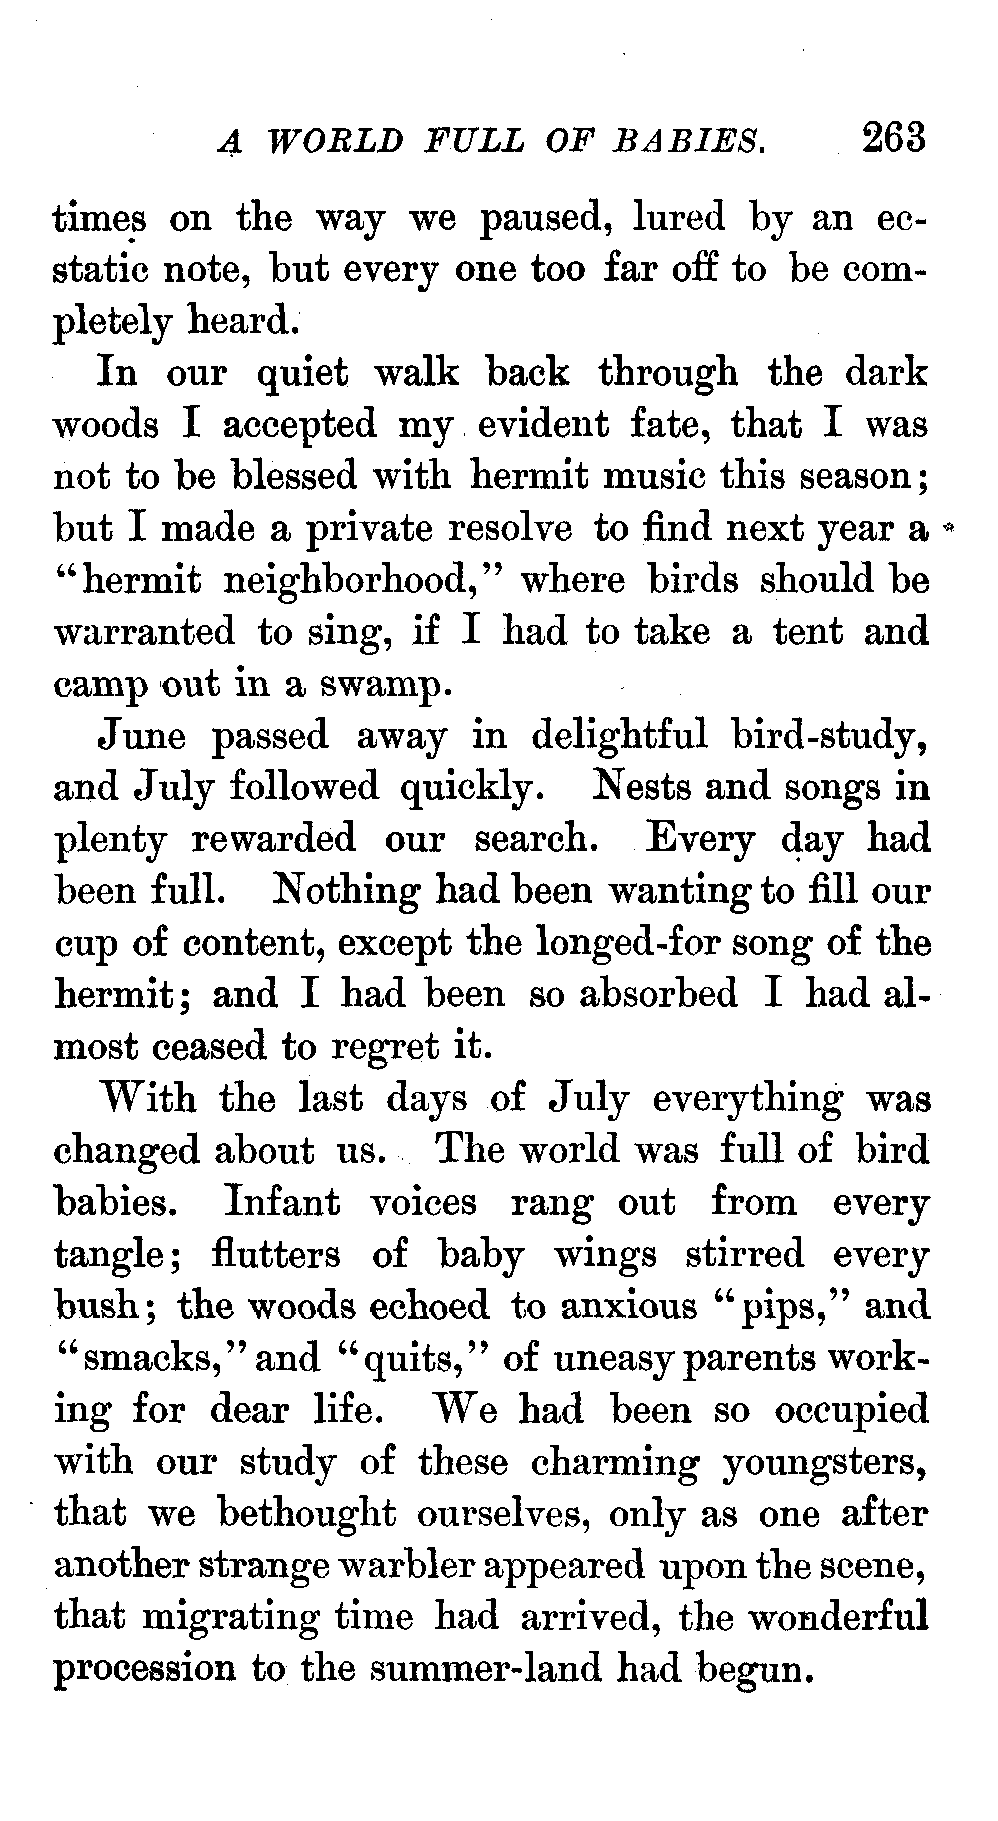 A WORLD FULL OF BABIES. 263
times on the way we paused, lured by an ec-
static note, but every one too far off to be com-
pletely heard.
In our quiet walk back through the dark
woods I accepted my evident fate, that I was
not to be blessed with hermit music this season;
but I made a private resolve to find next year a
“hermit neighborhood,” where birds should be
warranted to sing, if I had to take a tent and
camp out in a swamp.
June passed away in delightful bird-study,
and July followed quickly. Nests and songs in
plenty rewarded our search. Every day had
been full. Nothing had been wanting to fill our
cup of content, except the longed-for song of the
hermit; and I had been so absorbed I had al-
most ceased to regret it.
With the last days of July everything was
changed about us. The world was full of bird
babies. Infant voices rang out from every
tangle; flutters of baby wings stirred every
bush; the woods echoed to anxious “pips,” and
“smacks,” and “quits,” of uneasy parents work-
ing for dear life. We had been so occupied
with our study of these charming youngsters,
that we bethought ourselves, only as one after
another strange warbler appeared upon the scene,
that migrating time had arrived, the wonderful
procession to the summer-land had begun.